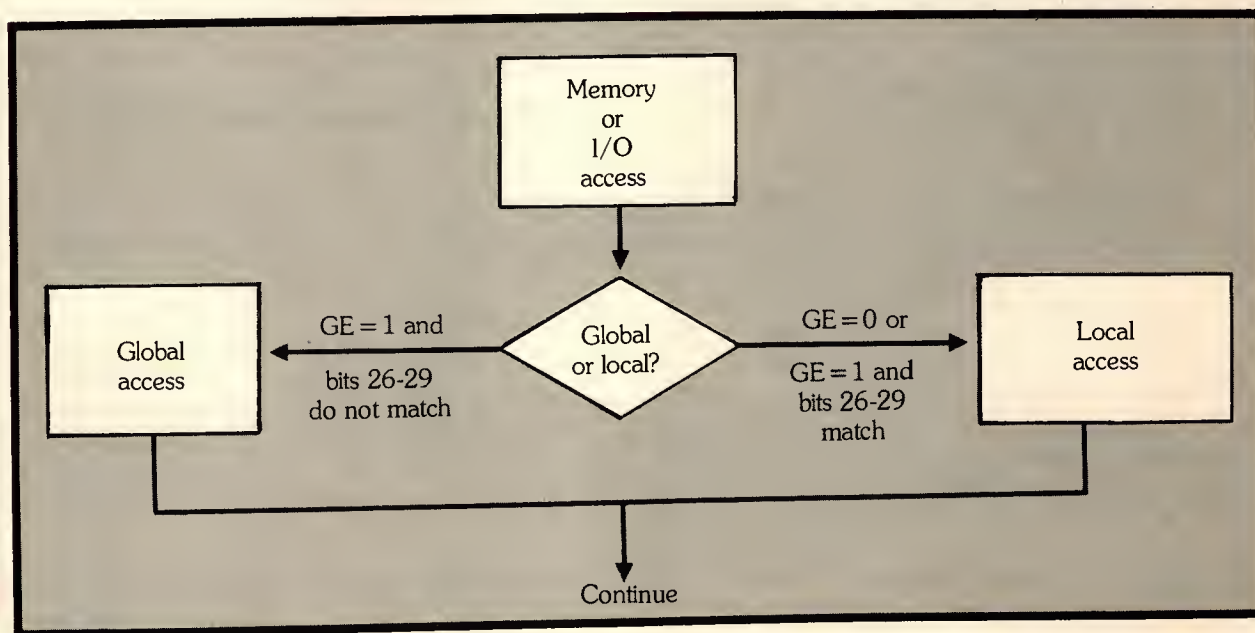 Memory
or
I/O
access
Global
access
GE = 1 and
bits 26-29
do not match
Global
or local?
GE = 0 or
GE = 1 and
bits 26-29
match
Local
access
Continue